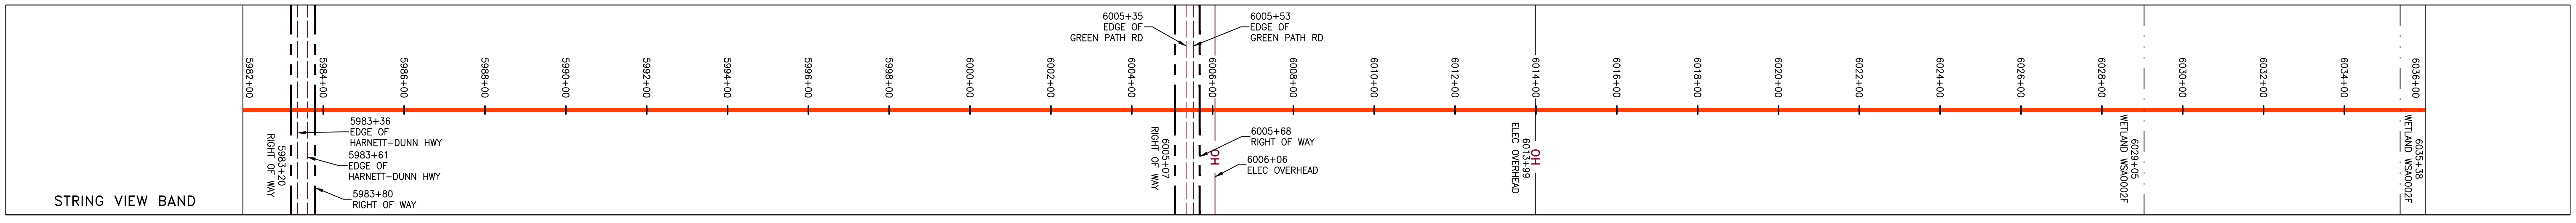 6005+35
EDGE OF
GREEN PATH RD
6005+53
EDGE OF
GREEN PATH RD
5982+00
5984+00
5986+00
5988+00
5990+00
5992+00
5994+00
5996+00
5998+00
6000+00
6002+00
6004+00
6006+00
6008+00
6010+00
6012+00
6014+00
6016+00
6018+00
6020+00
6022+00
6024+00
6026+00
6028+00
6030+00
6032+00
6034+00
6036+00
5983+20
RIGHT OF WAY
5983+36
EDGE OF
HARNETT-DUNN HWY
5983+61
EDGE OF
HARNETT-DUNN HWY
5983+80
RIGHT OF WAY
6005+07
RIGHT OF WAY
6005+68
RIGHT OF WAY
OH
6006+06
ELEC OVERHEAD
6013+99
ELEC OVERHEAD
OH
6029+05
WETLAND WSAO002F
6035+38
WETLAND WSAO002F
STRING VIEW BAND